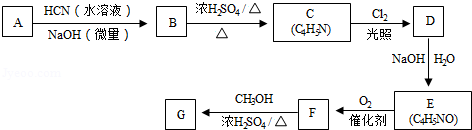 A HCN(水溶液) NaOH(微量) B 浓H₂SO₄/△ △ C (C₄H₅N) Cl₂ 光照 D
NaOH H₂O
G CH₃OH 浓H₂SO₄/△ F O₂ 催化剂 E (C₄H₅NO)